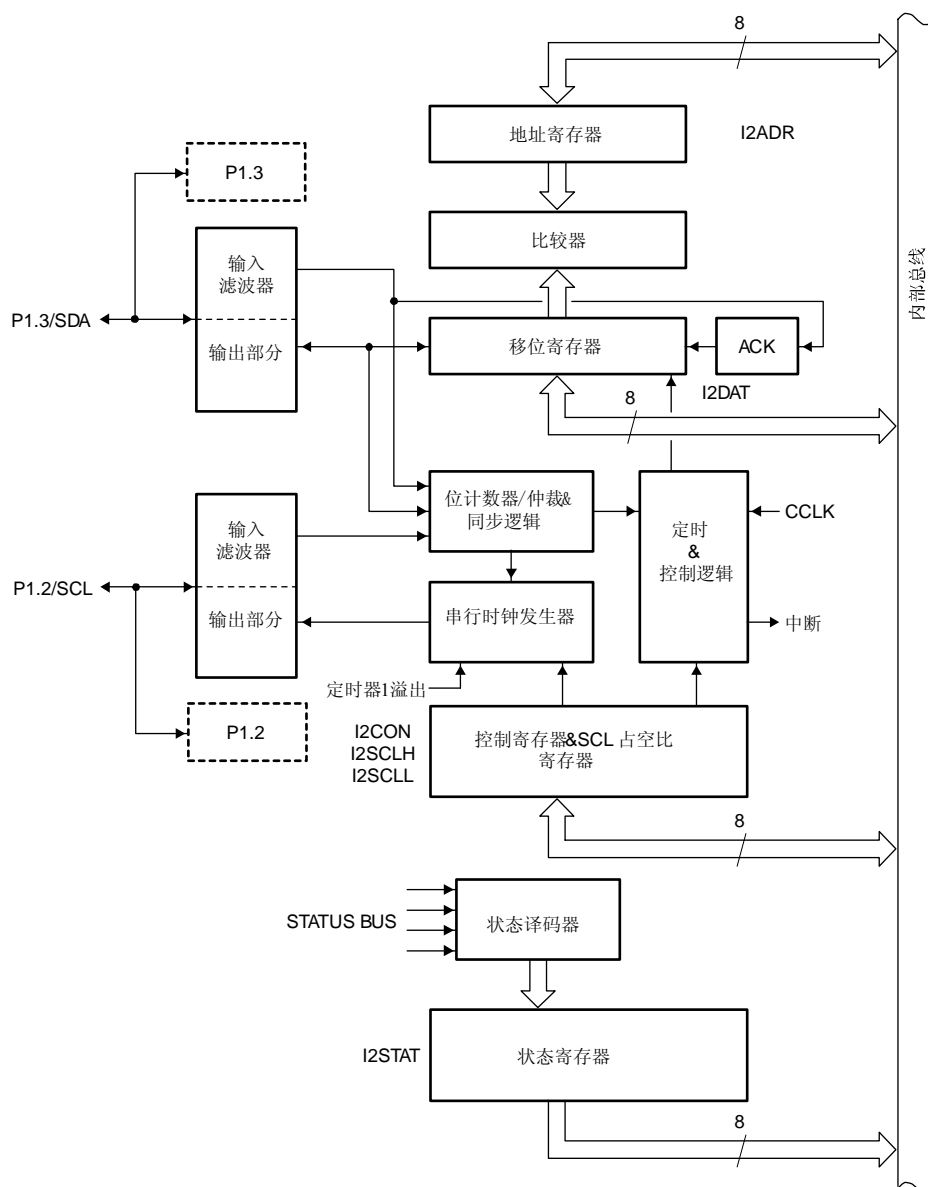 8
地址寄存器
I2ADR
P1.3
比较器
输入
滤波器
内部总线
P1.3/SDA
输出部分
移位寄存器
ACK
I2DAT
8
位计数器/仲裁&
同步逻辑
输入
滤波器
定时
&
控制逻辑
CCLK
P1.2/SCL
输出部分
串行时钟发生器
中断
定时器1溢出
P1.2
I2CON
I2SCLH
I2SCLL
控制寄存器&SCL 占空比
寄存器
8
STATUS BUS
状态译码器
I2STAT
状态寄存器
8